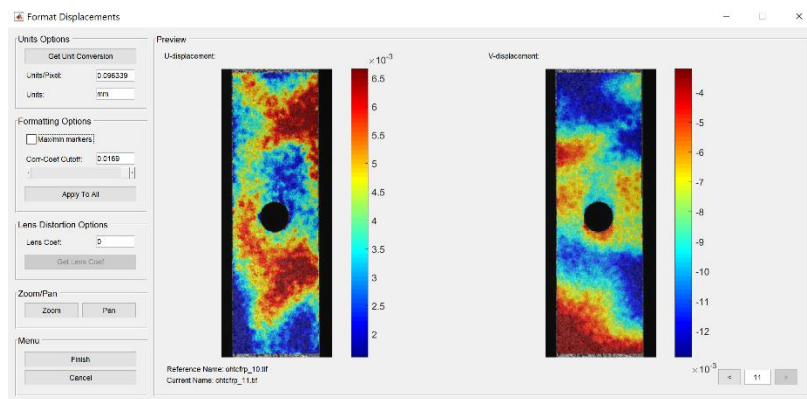 Format Displacements
Units Options
Get Unit Conversion
Units/Pixel: 0.096339
Units: mm
Formatting Options
Max/min markers
Corr-Coef Cutoff: 0.0169
Apply To All
Lens Distortion Options
Lens Coef: 0
Get Lens Coef
Zoom/Pan
Zoom Pan
Menu
Finish
Cancel
Preview
U-displacement:
×10⁻³
6.5
6
5.5
5
4.5
4
3.5
3
2.5
2
Reference Name: ohtcfrp_10.tif
Current Name: ohtcfrp_11.tif
V-displacement:
-4
-5
-6
-7
-8
-9
-10
-11
-12
×10⁻³
< 11 >